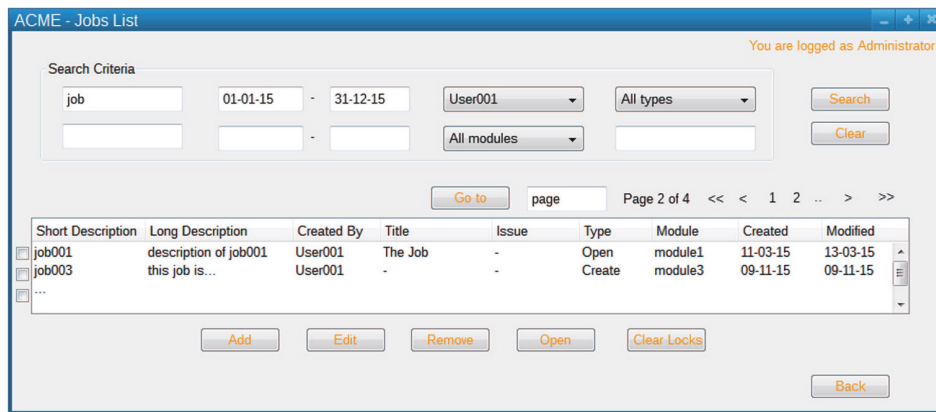 ACME - Jobs List
You are logged as Administrator
Search Criteria
job 01-01-15 - 31-12-15 User001 All types Search
- All modules Clear
Go to page Page 2 of 4 << < 1 2 .. > >>
Short Description Long Description Created By Title Issue Type Module Created Modified
job001 description of job001 User001 The Job - Open module1 11-03-15 13-03-15
job003 this job is... User001 - - Create module3 09-11-15 09-11-15
...
Add Edit Remove Open Clear Locks
Back